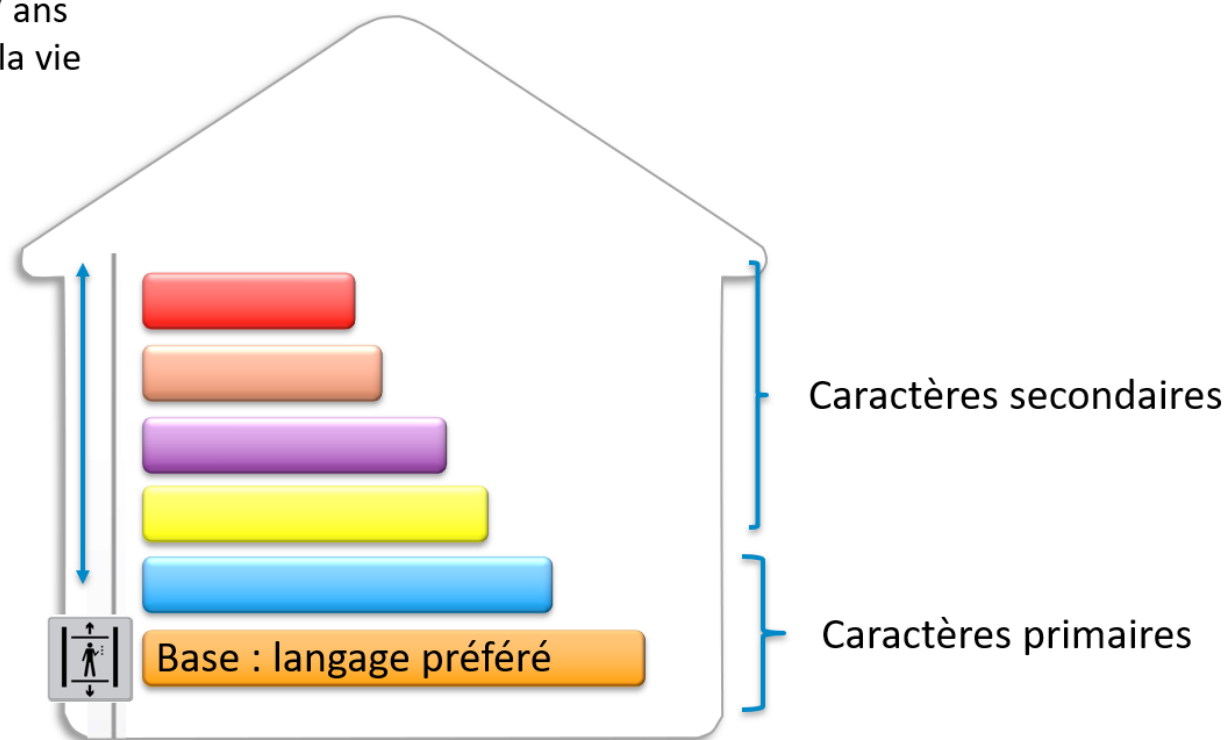 ans
la vie
Caractères secondaires
Caractères primaires
Base : langage préféré